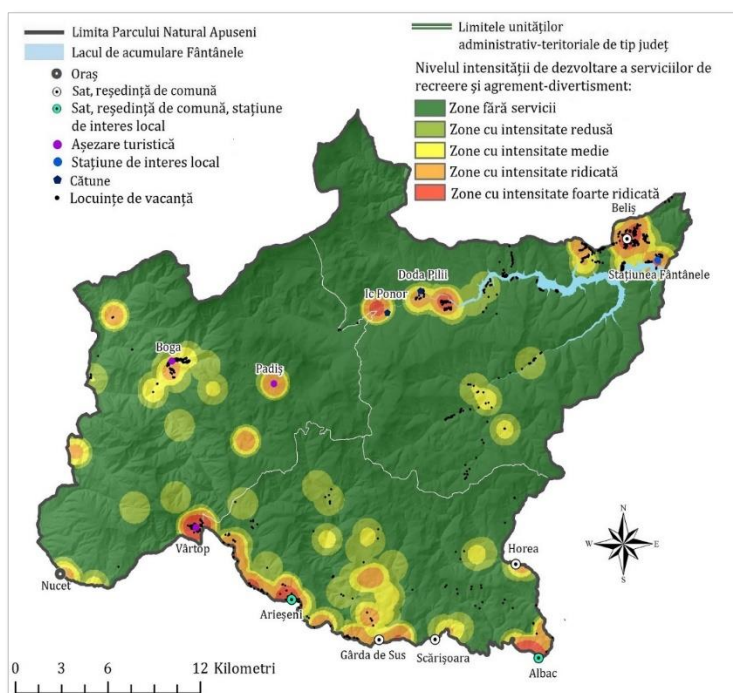 Limita Parcului Natural Apuseni
Lacul de acumulare Fântânele
Oraș
Sat, reședință de comună
Sat, reședință de comună, stațiune
de interes local
Așezare turistică
Stațiune de interes local
Cătune
Locuințe de vacanță
Limitele unităților
administrativ-teritoriale de tip județ
Nivelul intensității de dezvoltare a serviciilor de
recreere și agrement-divertisment:
Zone fără servicii
Zone cu intensitate redusă
Zone cu intensitate medie
Zone cu intensitate ridicată
Zone cu intensitate foarte ridicată
Beliș
Stațiunea Fântânele
Doda Pilii
Ic Ponor
Boga
Padiș
Vârtop
Nucet
Arieșeni
Gârda de Sus
Scărișoara
Horea
Albac
N
W E
S
0 3 6 12 Kilometri